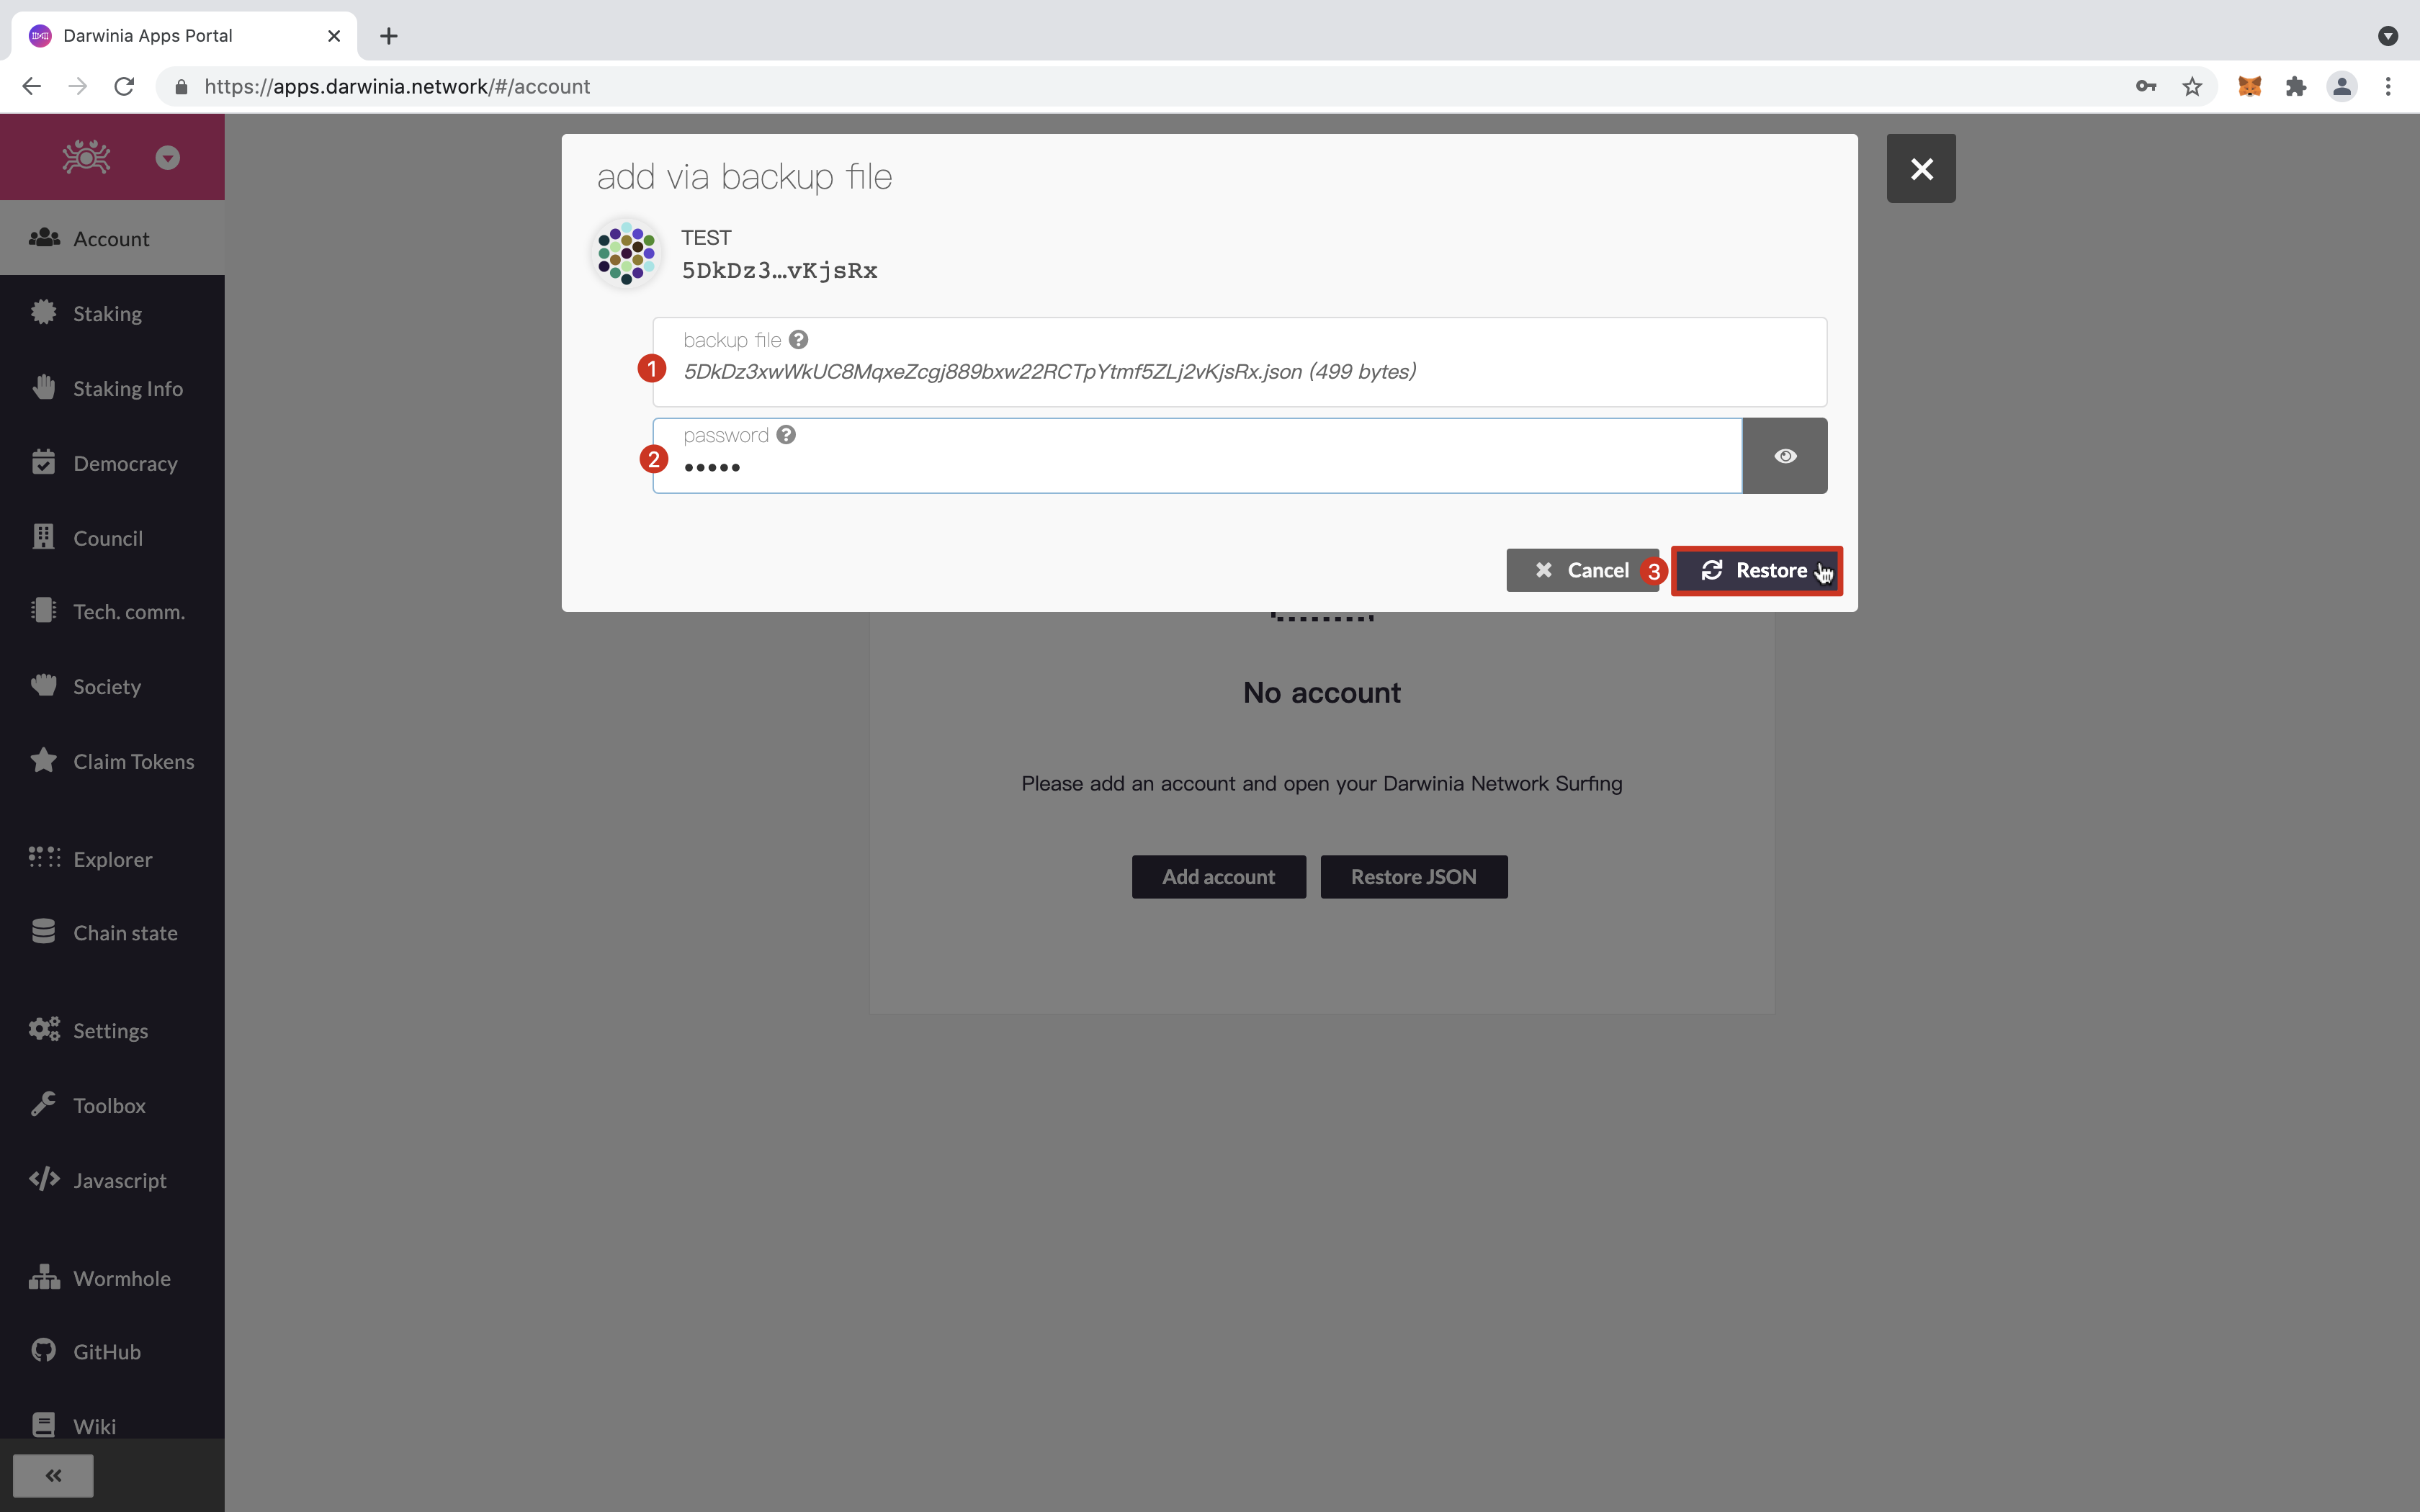 Darwinia Apps Portal
https://apps.darwinia.network/#/account
Account
Staking
Staking Info
Democracy
Council
Tech. comm.
Society
Claim Tokens
Explorer
Chain state
Settings
Toolbox
Javascript
Wormhole
GitHub
Wiki
add via backup file
TEST
5DkDz3…vKjsRx
backup file ?
1
5DkDz3xwWkUC8MqxeZcgj889bxw22RCTpYtmf5ZLj2vKjsRx.json (499 bytes)
password ?
2
•••••
Cancel
3
Restore
No account
Please add an account and open your Darwinia Network Surfing
Add account
Restore JSON